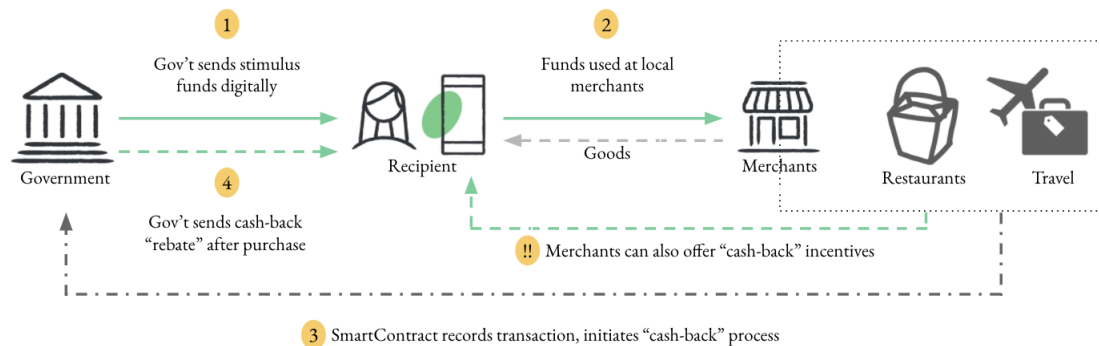 1
Gov't sends stimulus
funds digitally
2
Funds used at local
merchants
Goods
Government
Recipient
Merchants
Restaurants
Travel
4
Gov't sends cash-back
“rebate” after purchase
!! Merchants can also offer “cash-back” incentives
3 SmartContract records transaction, initiates “cash-back” process